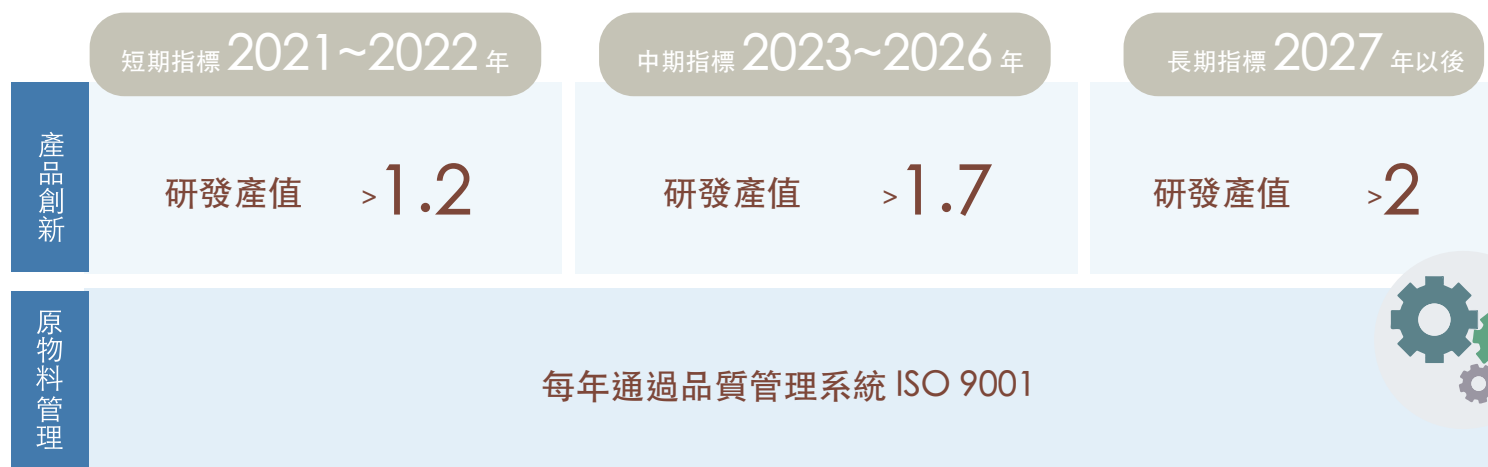 短期指標 2021~2022 年
中期指標 2023~2026 年
長期指標 2027 年以後
產品創新
研發產值 >1.2
研發產值 >1.7
研發產值 >2
原物料管理
每年通過品質管理系統 ISO 9001